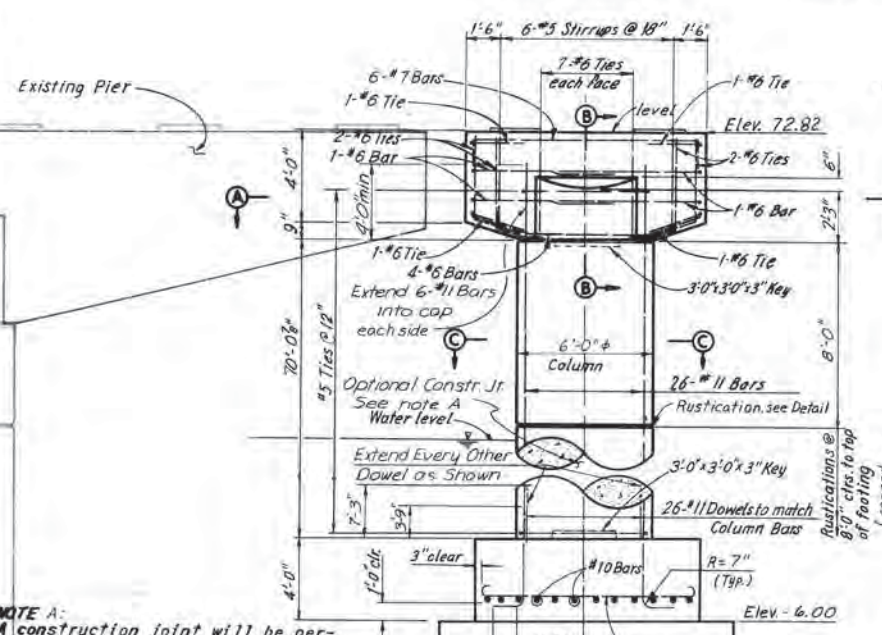 1'-6"
6-#5 Stirrups @ 18"
1'-6"
7-#6 Ties
each face
Existing Pier
6-#7 Bars
1-#6 Tie
1-#6 Tie
B
level
Elev. 72.82
2-#6 Ties
1-#6 Bar
2-#6 Ties
6"
4'-0"
4'-0" min
A
1-#6 Bar
2'-3"
9"
1-#6 Tie
1-#6 Tie
4-#6 Bars
3'-0"x3'-0"x3" Key
Extend 6-#11 Bars
into cap
each side
B
C
C
6'-0" ϕ
Column
8'-0"
70'-0⅞"
#5 Ties @ 12"
26-#11 Bars
Optional Constr. Jt.
See note A
Rustication, see Detail
Water level
Extend Every Other
Dowel as Shown
3'-0"x3'-0"x3" Key
Rustications @
8'-0" ctrs. to top
of footing
7'-3"
3'-9"
26-#11 Dowels to match
Column Bars
4'-0"
1'-0" clr.
3" clear
#10 Bars
R = 7"
(Typ.)
Elev. - 6.00
NOTE A:
A construction joint will be per-